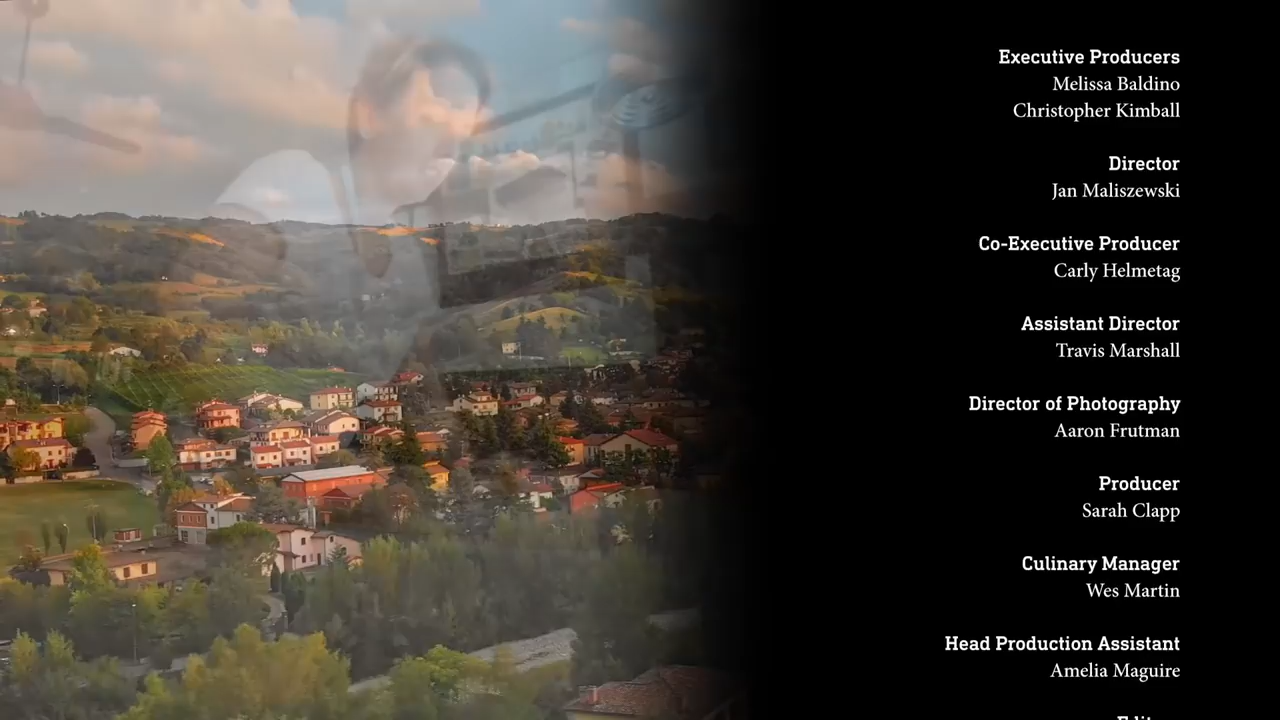 Executive Producers
Melissa Baldino
Christopher Kimball
Director
Jan Maliszewski
Co-Executive Producer
Carly Helmetag
Assistant Director
Travis Marshall
Director of Photography
Aaron Frutman
Producer
Sarah Clapp
Culinary Manager
Wes Martin
Head Production Assistant
Amelia Maguire